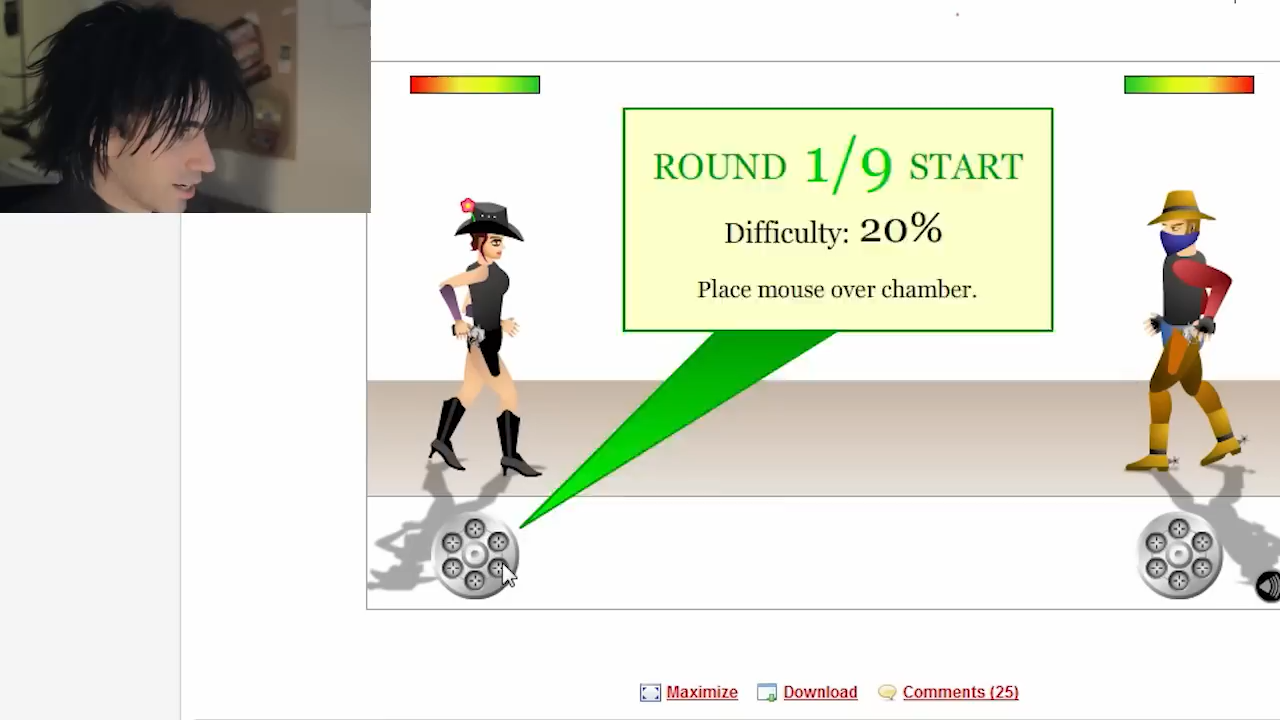 ROUND 1/9 START
Difficulty: 20%
Place mouse over chamber.
Maximize Download Comments (25)